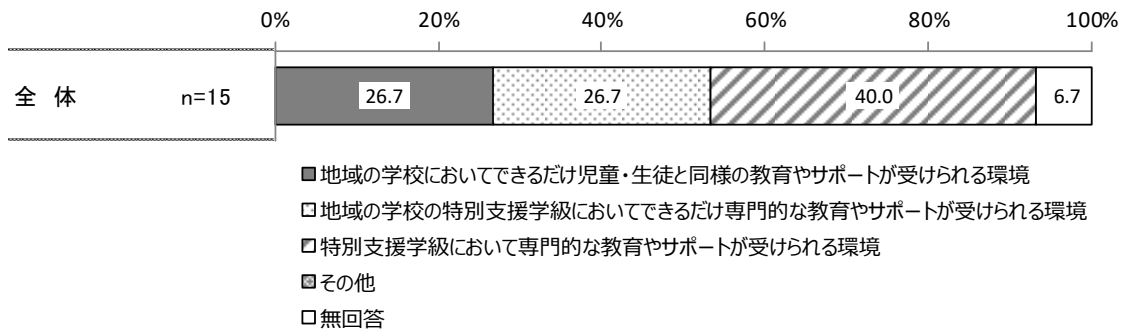 0% 20% 40% 60% 80% 100%
全 体 n=15 26.7 26.7 40.0 6.7
地域の学校においてできるだけ児童・生徒と同様の教育やサポートが受けられる環境
地域の学校の特別支援学級においてできるだけ専門的な教育やサポートが受けられる環境
特別支援学級において専門的な教育やサポートが受けられる環境
その他
無回答